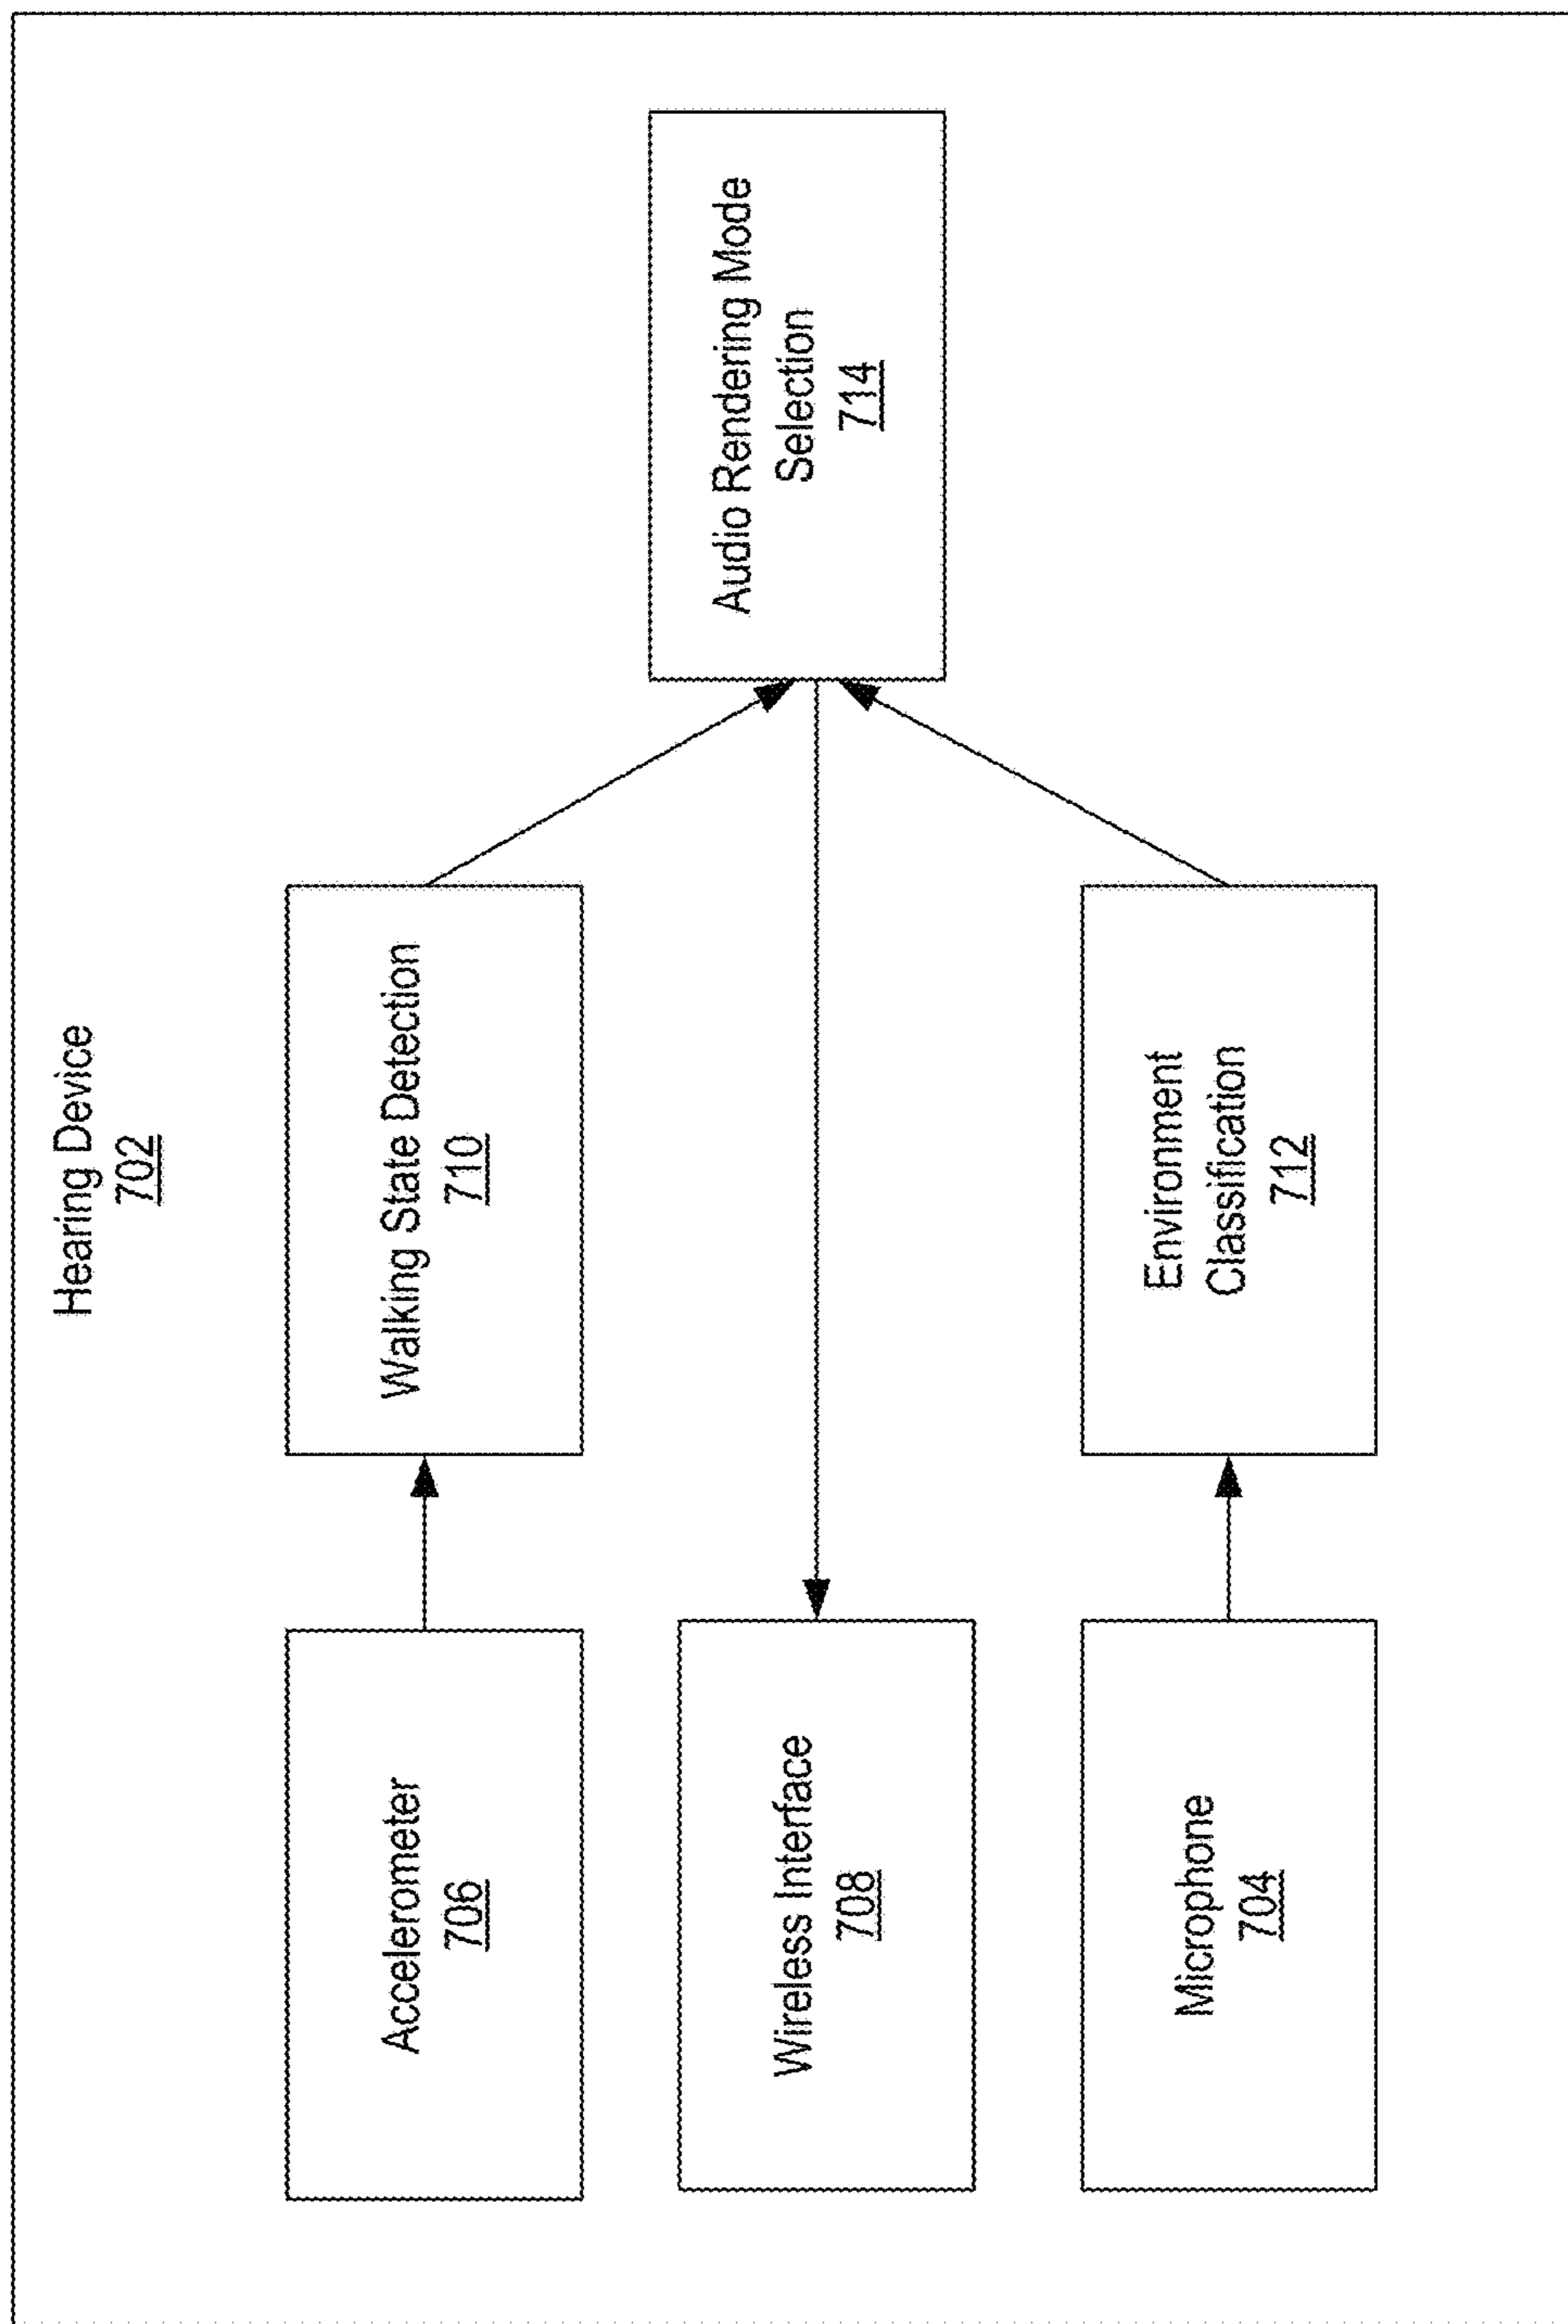 Hearing Device
702
Accelerometer
706
Walking State Detection
710
Audio Rendering Mode
Selection
714
Wireless Interface
708
Microphone
704
Environment
Classification
712